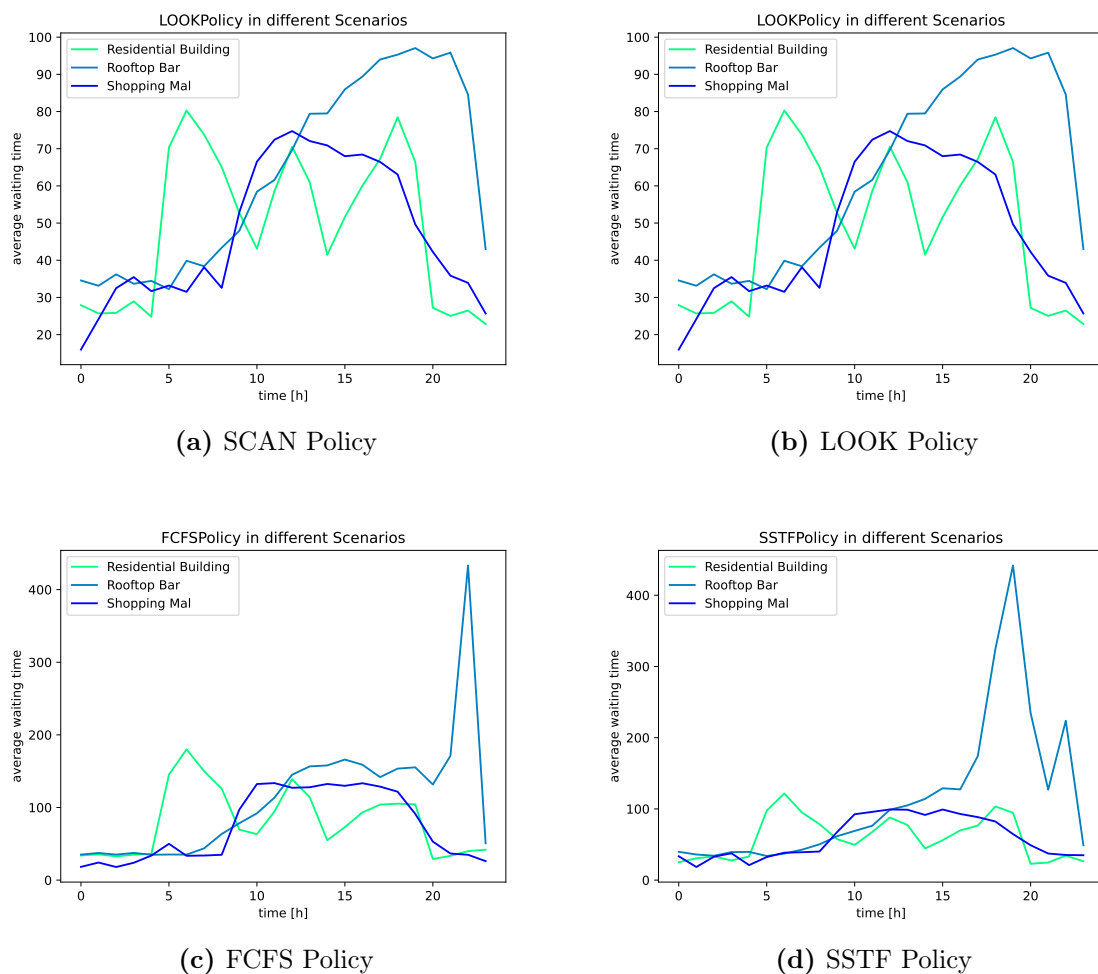 LOOKPolicy in different Scenarios
100
90
80
70
60
50
40
30
20
average waiting time
Residential Building
Rooftop Bar
Shopping Mal
0 5 10 15 20
time [h]
(a) SCAN Policy
LOOKPolicy in different Scenarios
100
90
80
70
60
50
40
30
20
average waiting time
Residential Building
Rooftop Bar
Shopping Mal
0 5 10 15 20
time [h]
(b) LOOK Policy
FCFSPolicy in different Scenarios
400
300
200
100
0
average waiting time
Residential Building
Rooftop Bar
Shopping Mal
0 5 10 15 20
time [h]
(c) FCFS Policy
SSTFPolicy in different Scenarios
400
300
200
100
0
average waiting time
Residential Building
Rooftop Bar
Shopping Mal
0 5 10 15 20
time [h]
(d) SSTF Policy